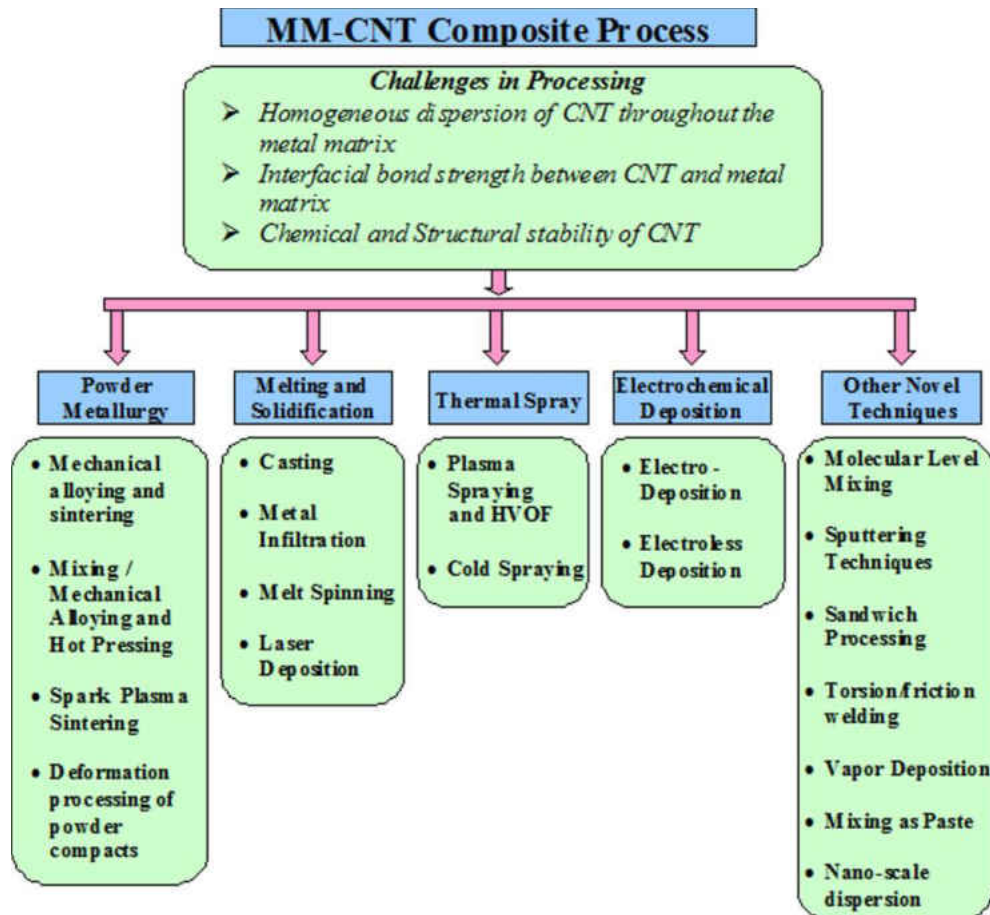 MM-CNT Composite Process
Challenges in Processing
➢ Homogeneous dispersion of CNT throughout the
metal matrix
➢ Interfacial bond strength between CNT and metal
matrix
➢ Chemical and Structural stability of CNT
Powder
Metallurgy
• Mechanical
alloying and
sintering
• Mixing /
Mechanical
Alloying and
Hot Pressing
• Spark Plasma
Sintering
• Deformation
processing of
powder
compacts
Melting and
Solidification
• Casting
• Metal
Infiltration
• Melt Spinning
• Laser
Deposition
Thermal Spray
• Plasma
Spraying
and HVOF
• Cold Spraying
Electrochemical
Deposition
• Electro-
Deposition
• Electroless
Deposition
Other Novel
Techniques
• Molecular Level
Mixing
• Sputtering
Techniques
• Sandwich
Processing
• Torsion/friction
welding
• Vapor Deposition
• Mixing as Paste
• Nano-scale
dispersion